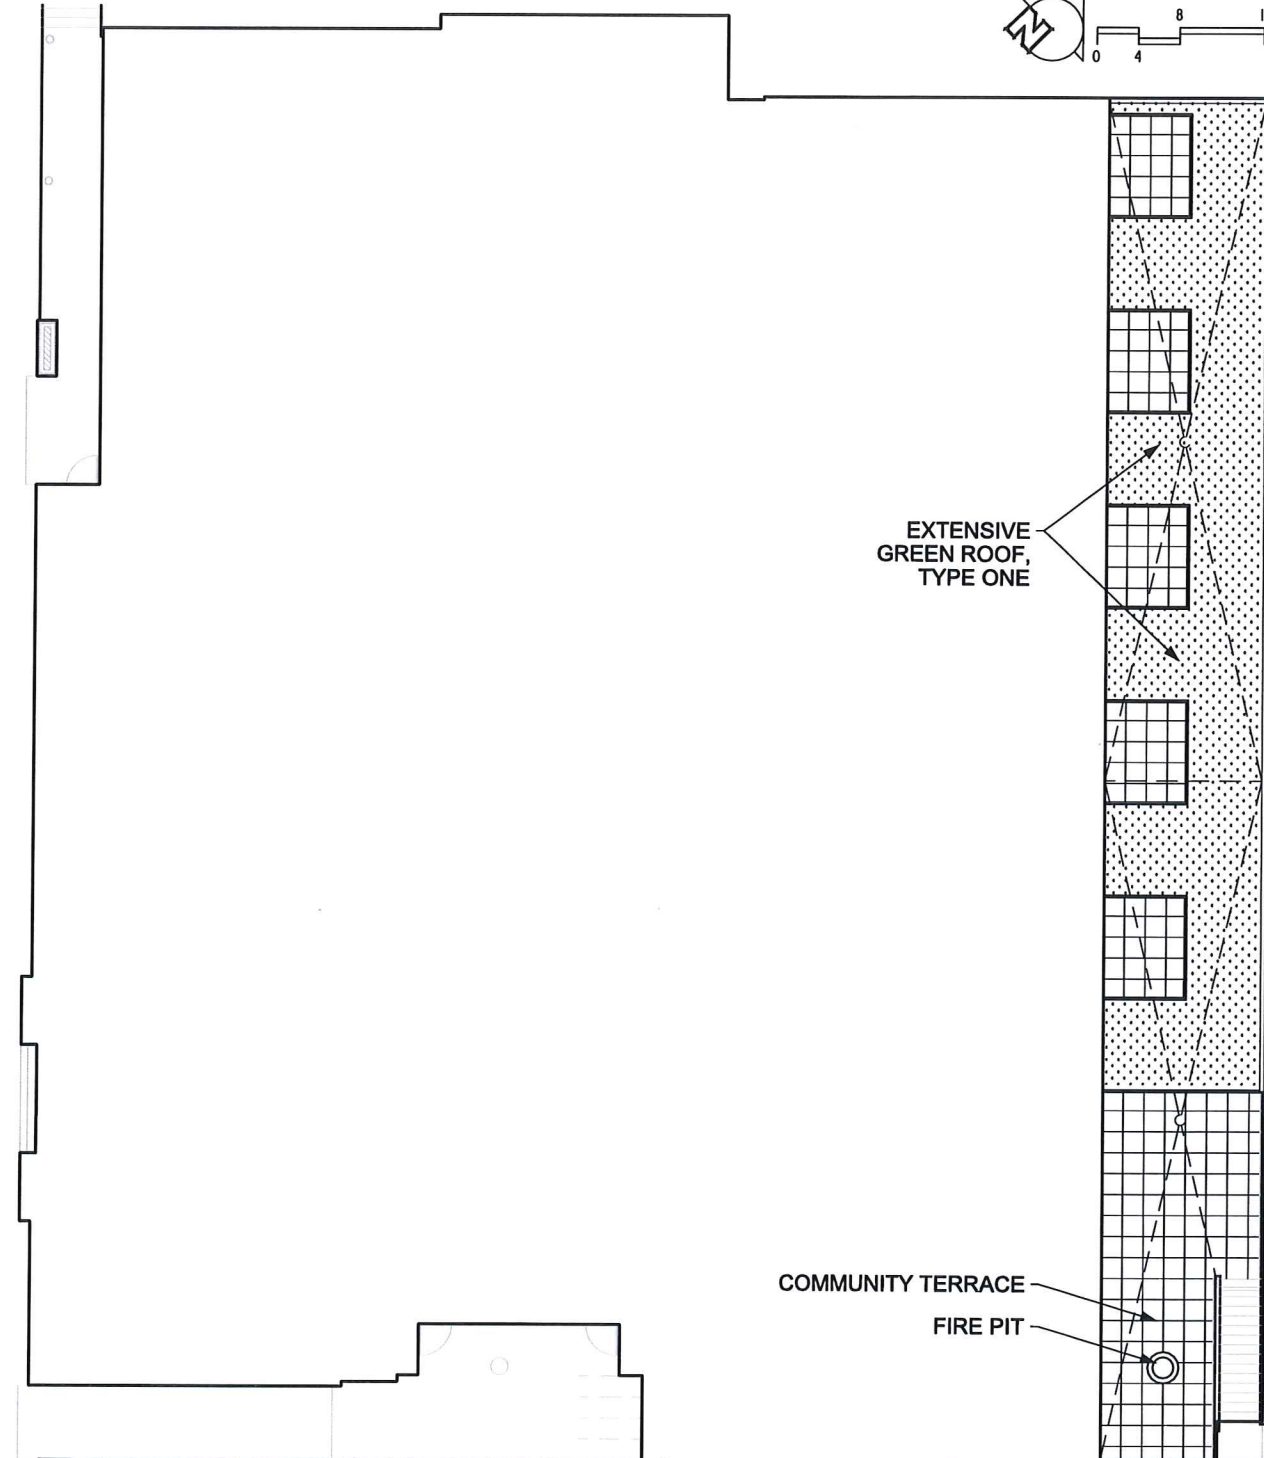 N
8
0 4
EXTENSIVE
GREEN ROOF,
TYPE ONE
COMMUNITY TERRACE
FIRE PIT